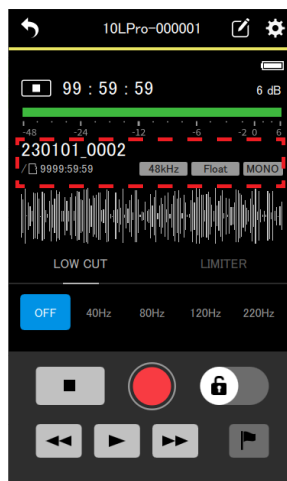 10LPro-000001
99 : 59 : 59
6 dB
-48 -24 -12 -6 -2 0 6
230101_0002
/ 9999:59:59 48kHz Float MONO
LOW CUT LIMITER
OFF 40Hz 80Hz 120Hz 220Hz